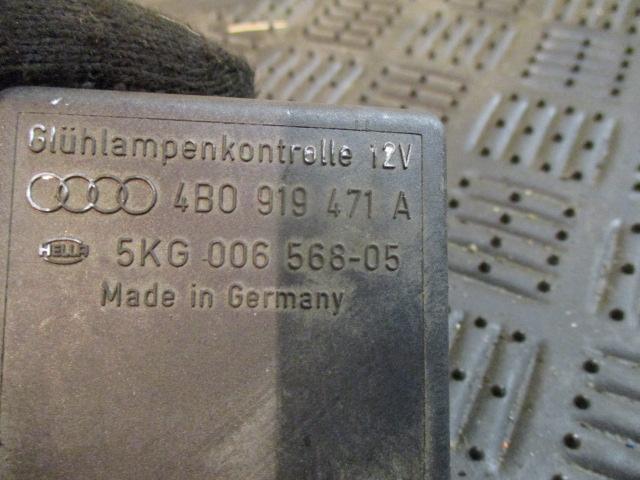 Glühlampenkontrolle 12V
4B0 919 471 A
HELLA 5KG 006 568-05
Made in Germany